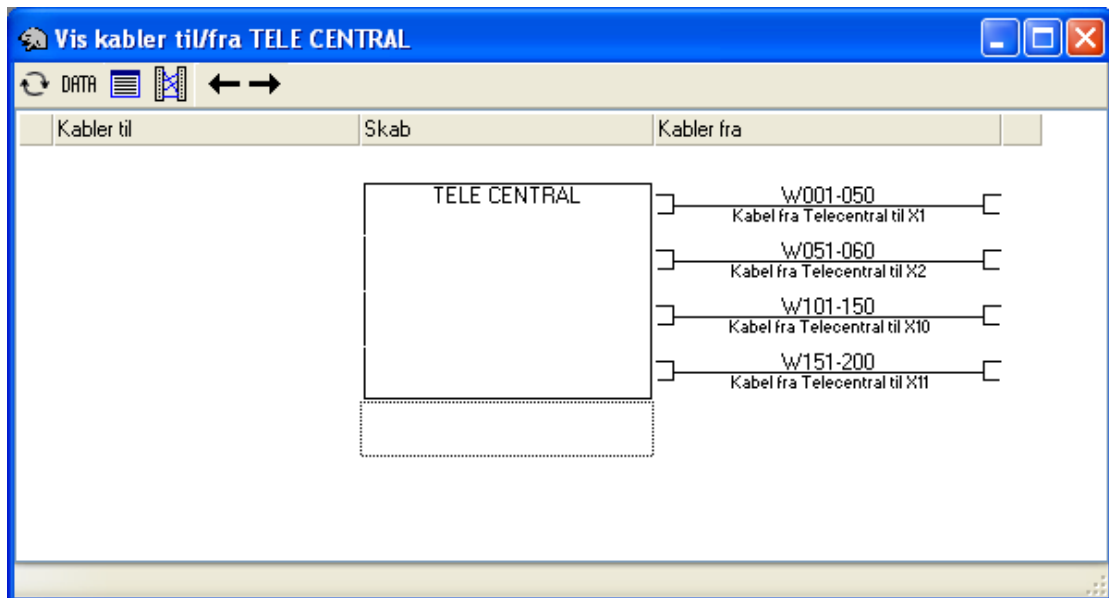 Vis kabler til/fra TELE CENTRAL
DATA
Kabler til Skab Kabler fra
TELE CENTRAL
W001-050
Kabel fra Telecentral til X1
W051-060
Kabel fra Telecentral til X2
W101-150
Kabel fra Telecentral til X10
W151-200
Kabel fra Telecentral til X11